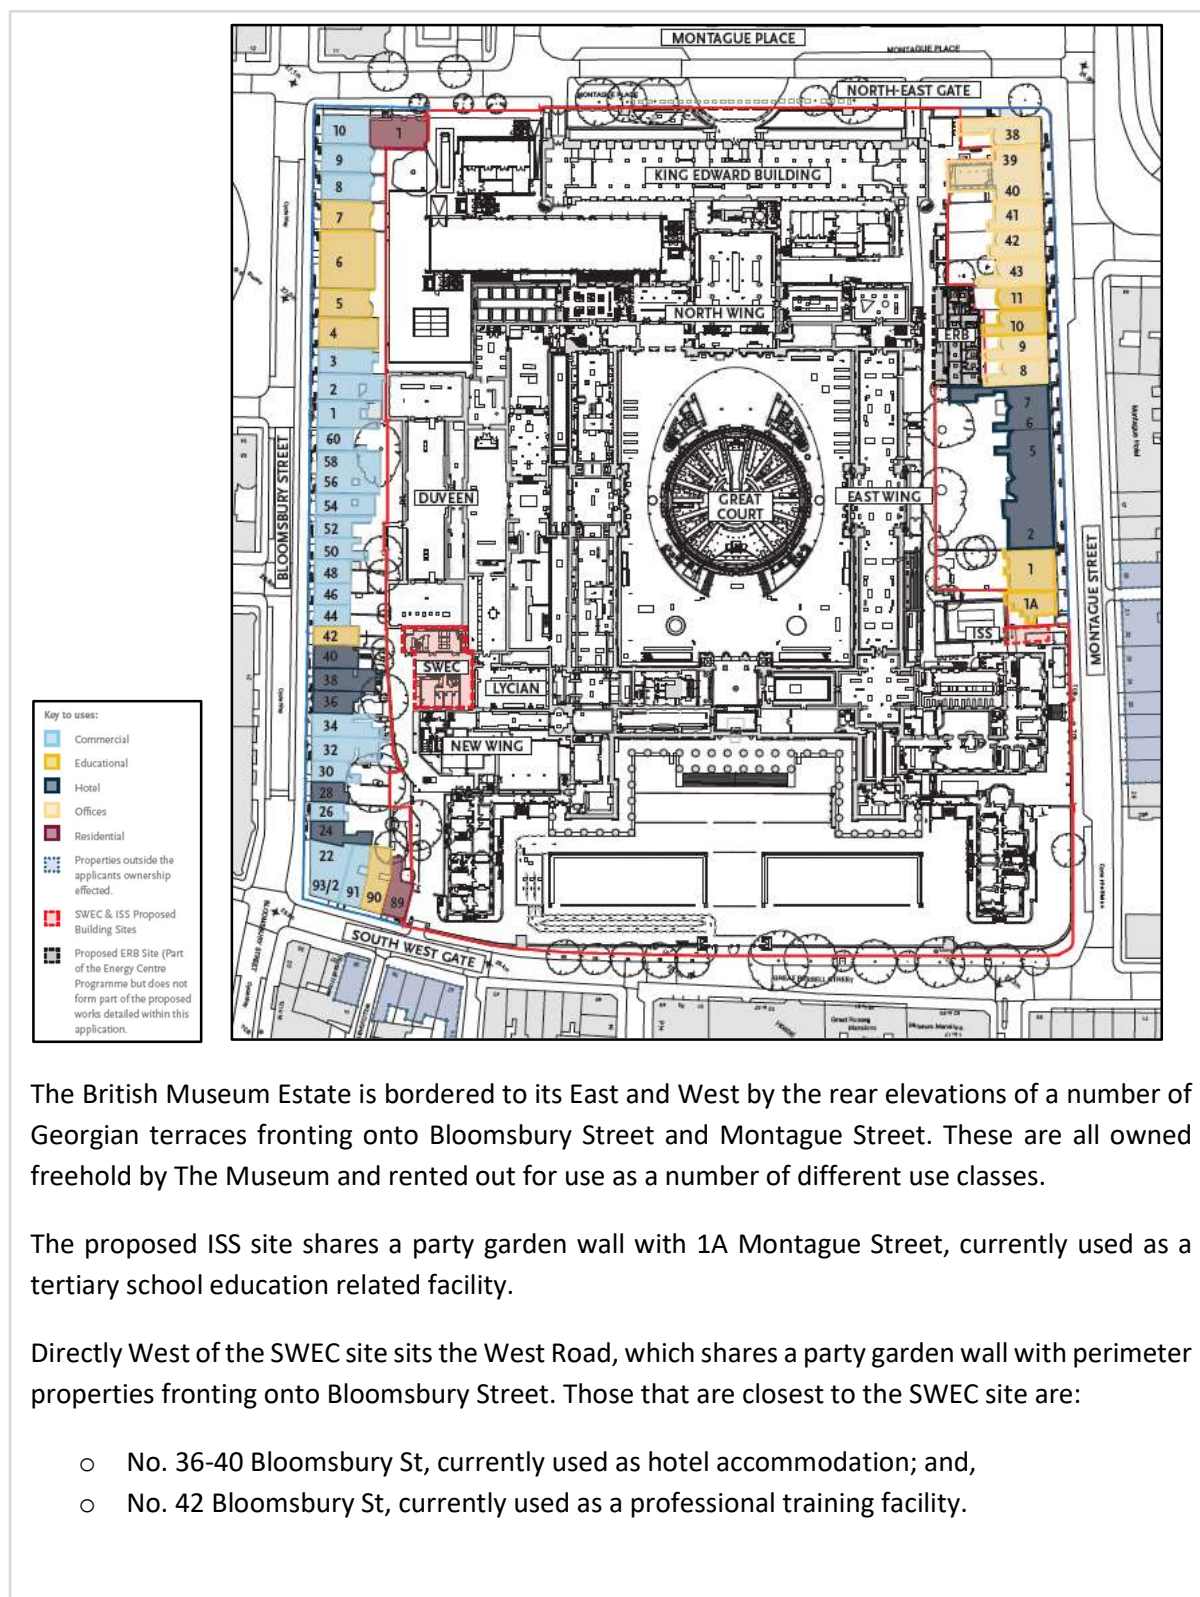 MONTAGUE PLACE
MONTAGUE PLACE
MONTAGUE PLACE
NORTH-EAST GATE
10
1
9
8
7
6
5
4
3
2
1
60
58
56
54
52
50
48
46
44
42
40
38
36
34
32
30
28
26
24
22
93/2
91
90
89
KING EDWARD BUILDING
NORTH WING
DUVEEN
GREAT
COURT
EAST WING
SWEC
LYCIAN
NEW WING
ISS
ERB
38
39
40
41
42
43
11
10
9
8
7
6
5
2
1
1A
BLOOMSBURY STREET
MONTAGUE STREET
Montague Hotel
SOUTH WEST GATE
BLOOMSBURY STREET
GREAT RUSSELL STREET
Key to uses:
Commercial
Educational
Hotel
Offices
Residential
Properties outside the
applicants ownership
effected.
SWEC & ISS Proposed
Building Sites
Proposed ERB Site (Part
of the Energy Centre
Programme but does not
form part of the proposed
works detailed within this
application.
The British Museum Estate is bordered to its East and West by the rear elevations of a number of
Georgian terraces fronting onto Bloomsbury Street and Montague Street. These are all owned
freehold by The Museum and rented out for use as a number of different use classes.
The proposed ISS site shares a party garden wall with 1A Montague Street, currently used as a
tertiary school education related facility.
Directly West of the SWEC site sits the West Road, which shares a party garden wall with perimeter
properties fronting onto Bloomsbury Street. Those that are closest to the SWEC site are:
o No. 36-40 Bloomsbury St, currently used as hotel accommodation; and,
o No. 42 Bloomsbury St, currently used as a professional training facility.